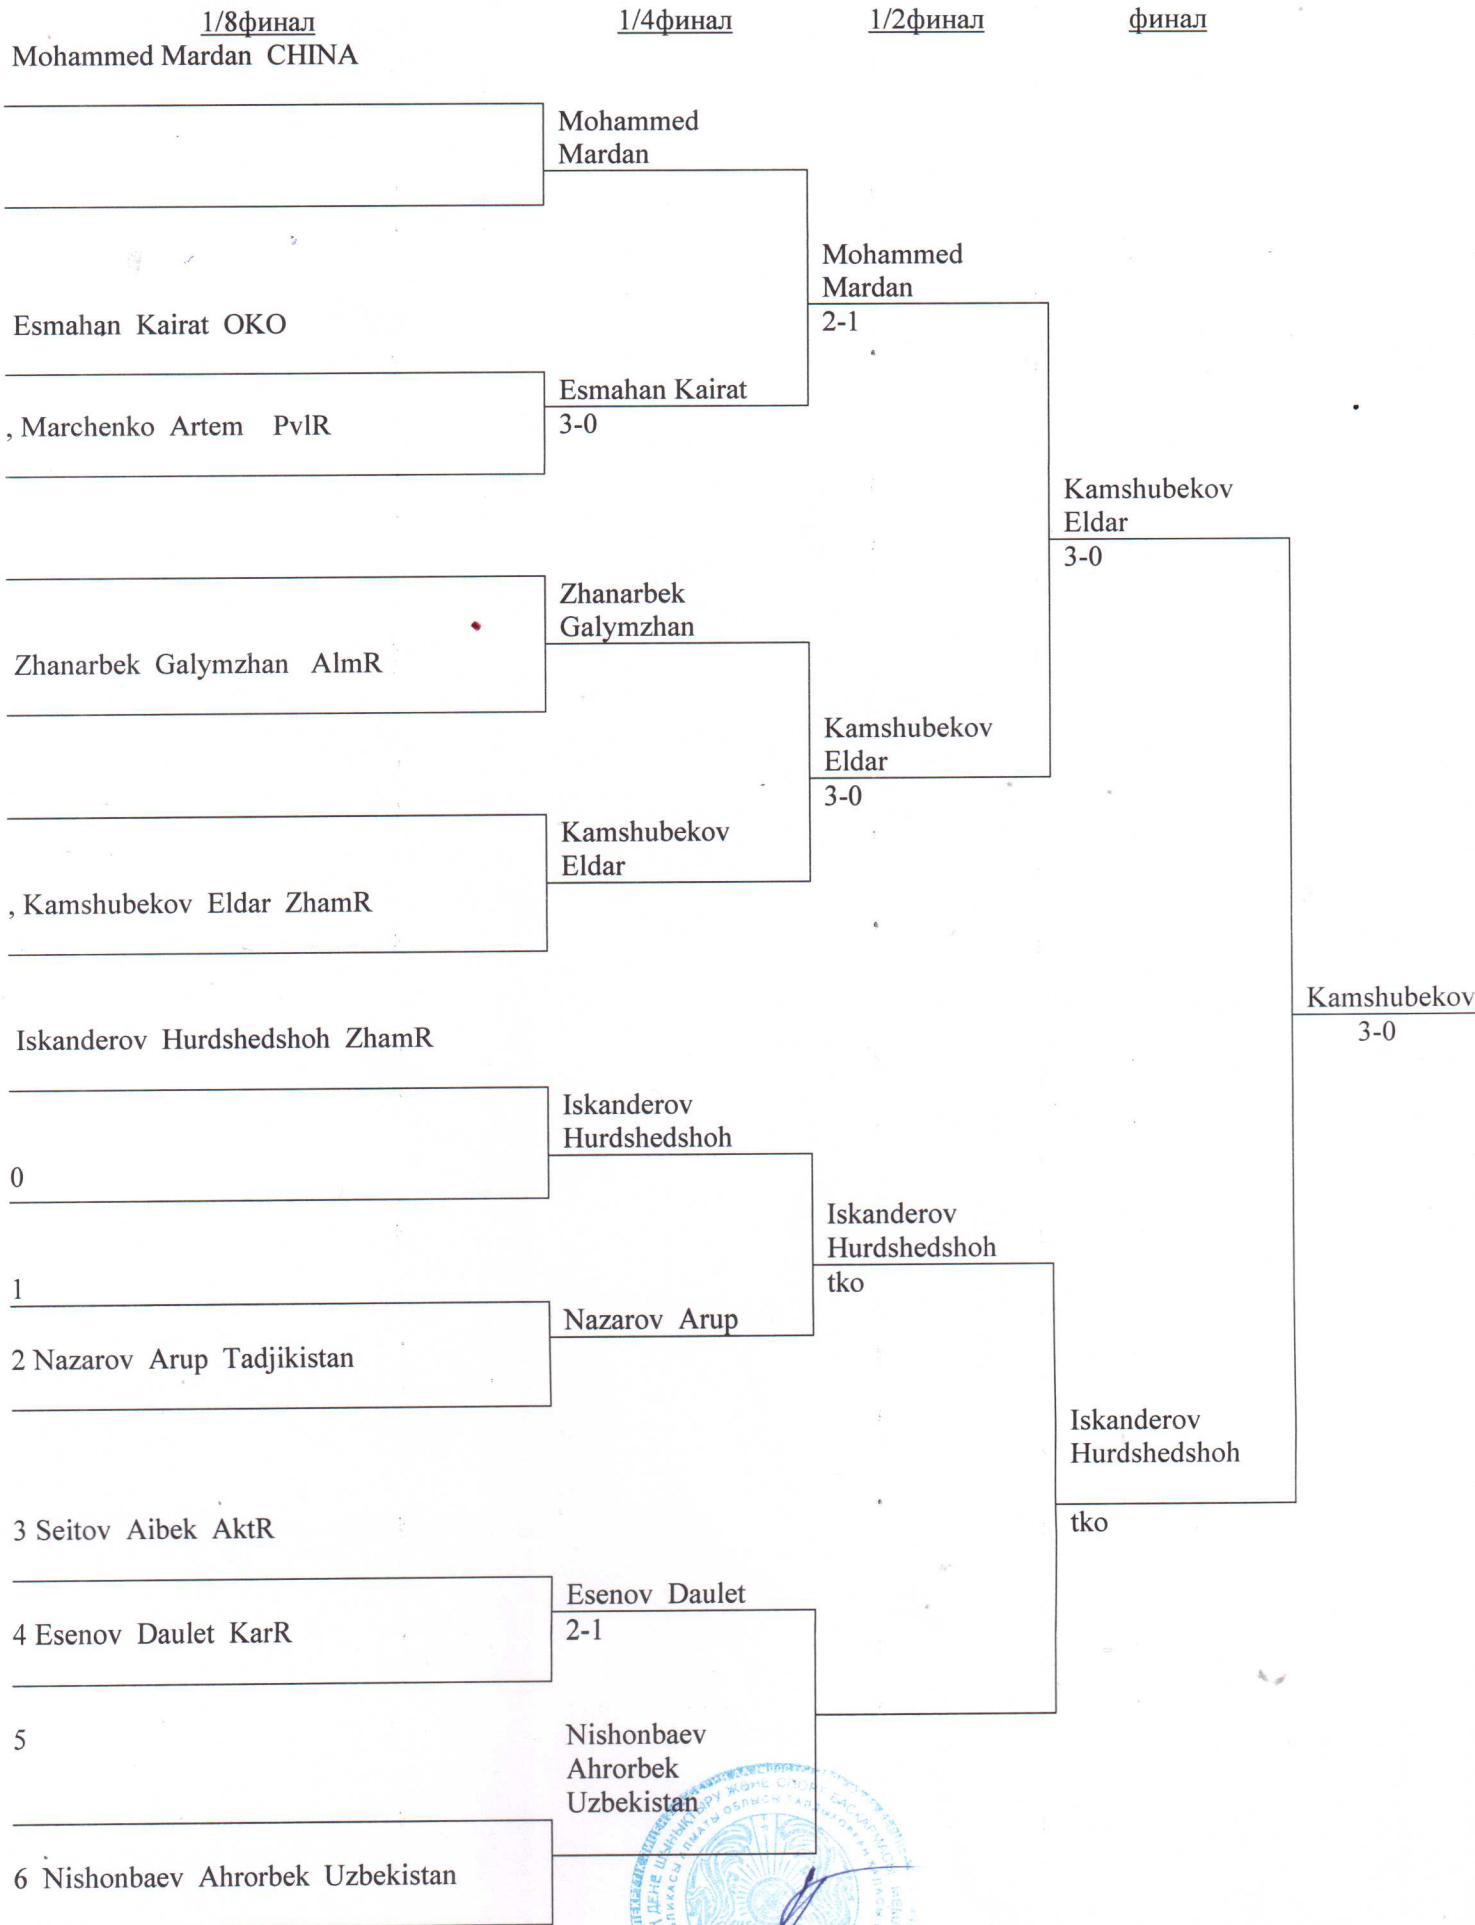 1/8финал 1/4финал 1/2финал финал
Mohammed Mardan CHINA
Mohammed
Mardan
Mohammed
Mardan
2-1
Esmahan Kairat OKO
Esmahan Kairat
3-0
, Marchenko Artem PvlR
Kamshubekov
Eldar
3-0
Zhanarbek
Galymzhan
Zhanarbek Galymzhan AlmR
Kamshubekov
Eldar
3-0
Kamshubekov
Eldar
, Kamshubekov Eldar ZhamR
Kamshubekov
3-0
Iskanderov Hurdshedshoh ZhamR
Iskanderov
Hurdshedshoh
0
Iskanderov
Hurdshedshoh
tko
1
Nazarov Arup
2 Nazarov Arup Tadjikistan
Iskanderov
Hurdshedshoh
tko
3 Seitov Aibek AktR
Esenov Daulet
2-1
4 Esenov Daulet KarR
5
Nishonbaev
Ahrorbek
Uzbekistan
6 Nishonbaev Ahrorbek Uzbekistan